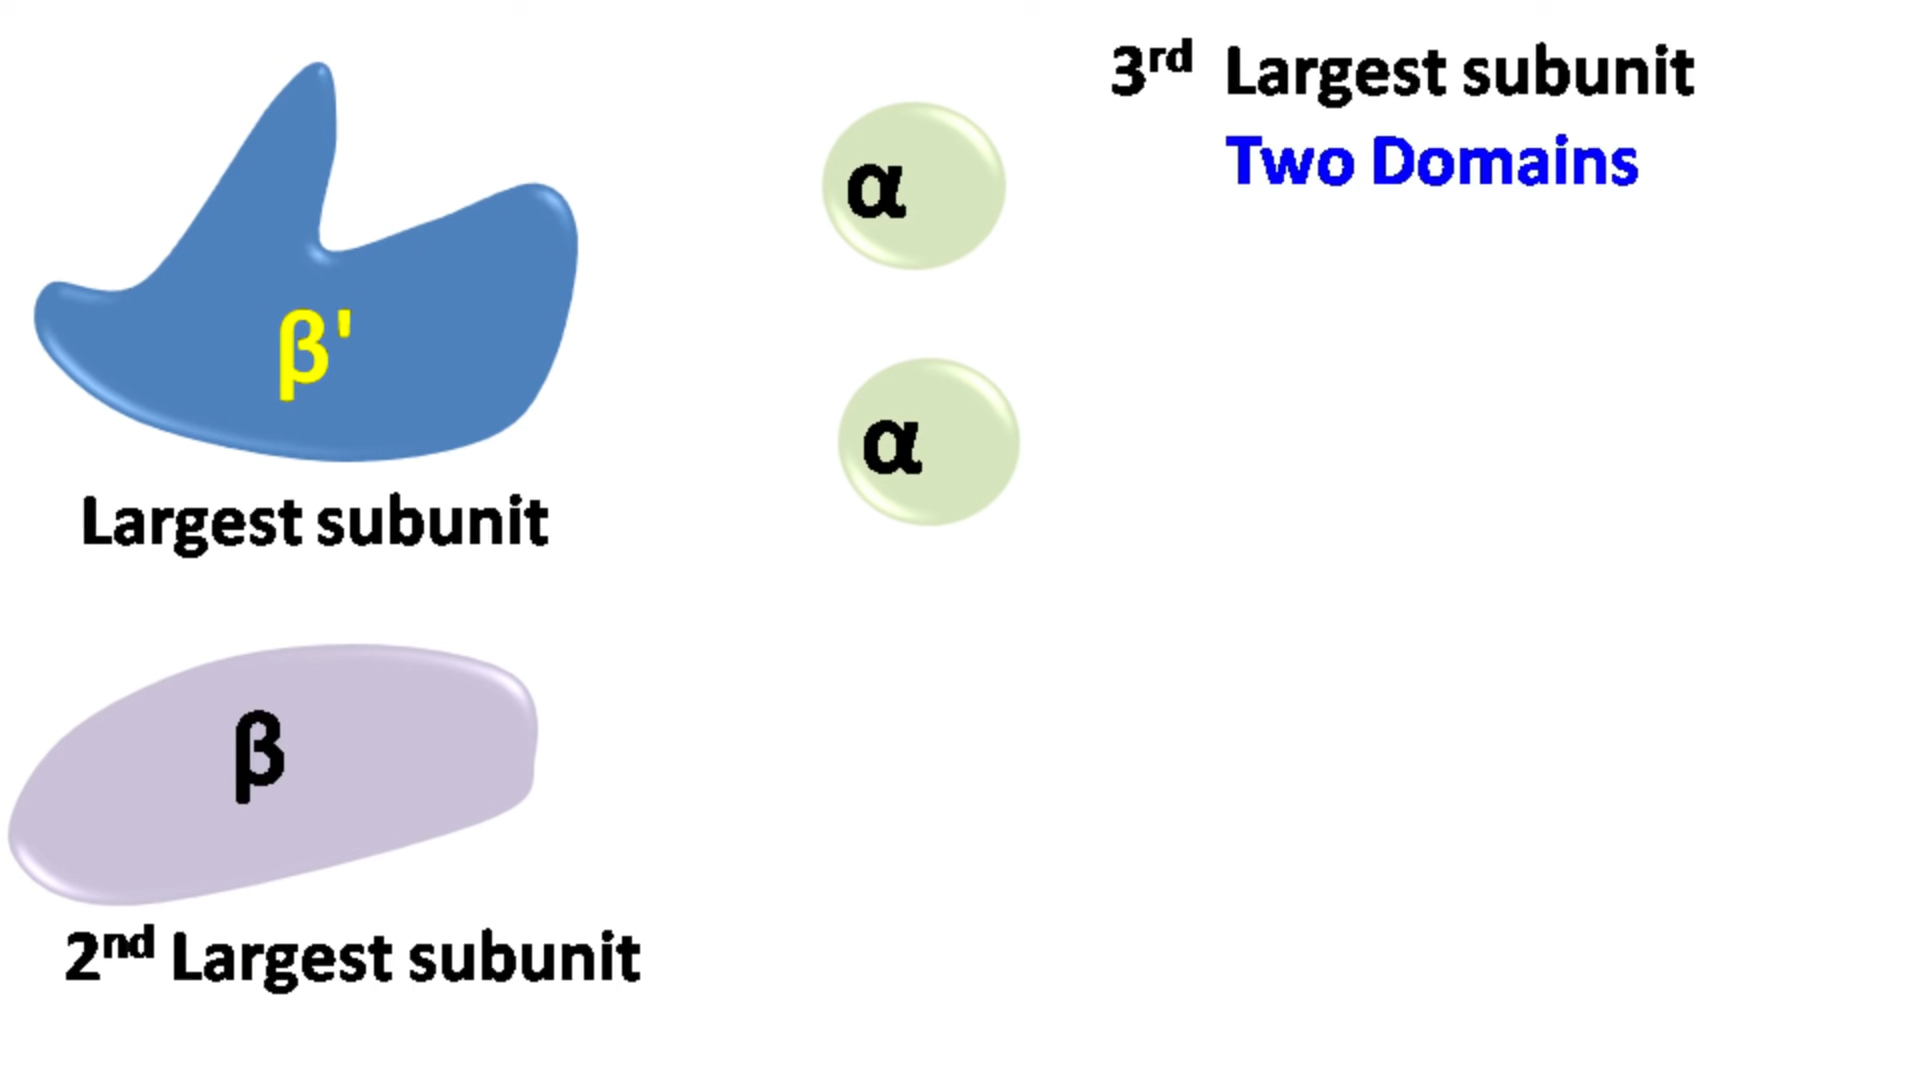 β'
Largest subunit
β
2nd Largest subunit
α
α
3rd Largest subunit
Two Domains